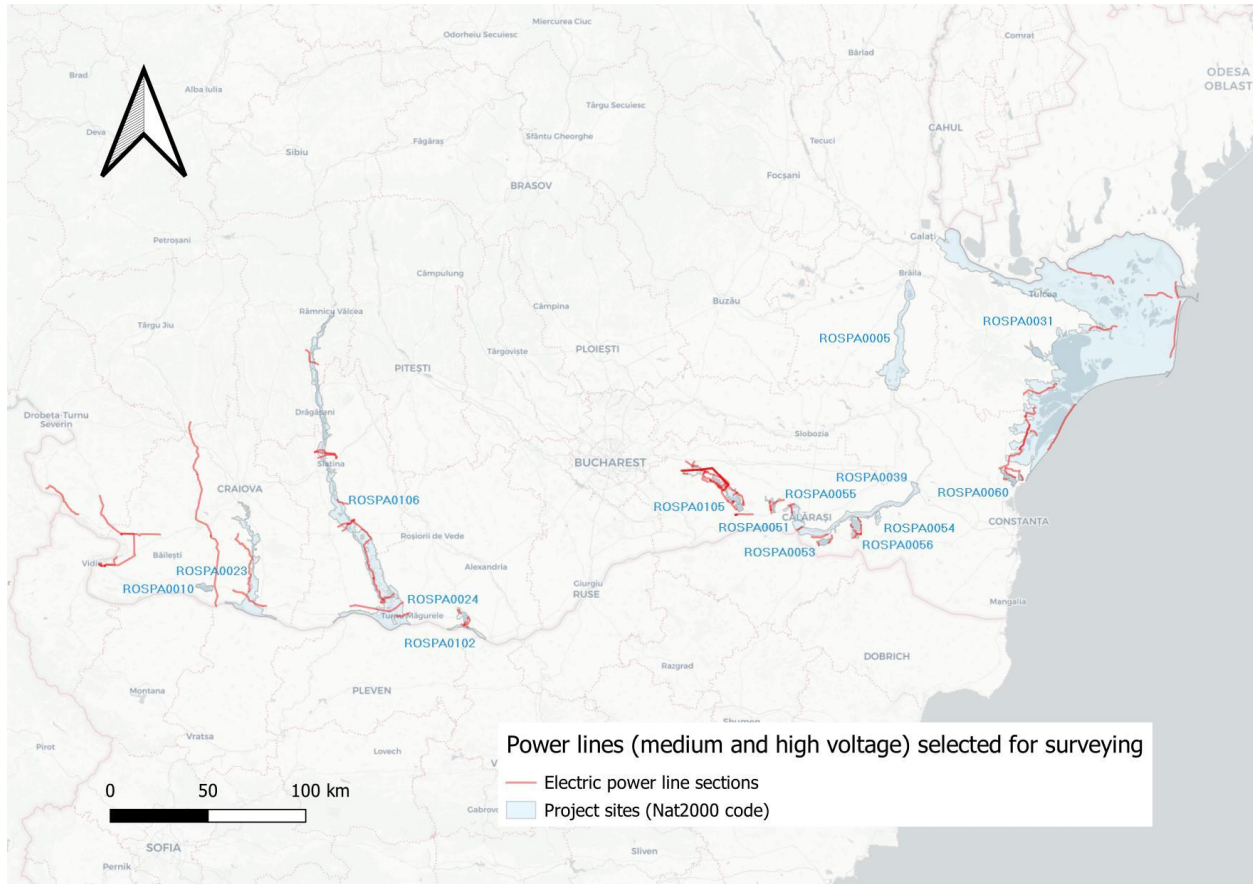 Miercurea Ciuc
Odorheiu Secuiesc
Comrat
Bârlad
Brad
Alba Iulia
ODESA
OBLAST
Târgu Secuiesc
CAHUL
Deva
Făgăraș
Sfântu Gheorghe
Tecuci
Sibiu
BRASOV
Focșani
Petroșani
Galați
Câmpulung
Brăila
Buzău
Tulcea
Râmnicu Vâlcea
Câmpina
ROSPA0031
Târgu Jiu
ROSPA0005
PLOIEȘTI
Târgoviște
PITEȘTI
Drobeta-Turnu
Severin
Drăgășani
Slobozia
BUCHAREST
Slatina
ROSPA0039
CRAIOVA
ROSPA0060
ROSPA0055
ROSPA0106
ROSPA0105
CĂLĂRAȘI
CONSTANTA
ROSPA0051
ROSPA0054
Roșiorii de Vede
ROSPA0056
ROSPA0053
Băilești
Vidin
Alexandria
ROSPA0023
Giurgiu
ROSPA0010
RUSE
ROSPA0024
Mangalia
Turnu Măgurele
ROSPA0102
DOBRICH
Razgrad
Montana
PLEVEN
Shumen
Vratsa
Pirot
Lovech
Power lines (medium and high voltage) selected for surveying
Electric power line sections
0 50 100 km
Project sites (Nat2000 code)
Gabrovo
SOFIA
Sliven
Pernik